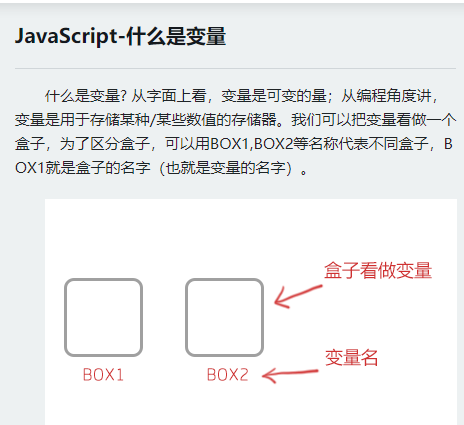 JavaScript-什么是变量
什么是变量? 从字面上看，变量是可变的量；从编程角度讲，
变量是用于存储某种/某些数值的存储器。我们可以把变量看做一个
盒子，为了区分盒子，可以用BOX1,BOX2等名称代表不同盒子，B
OX1就是盒子的名字（也就是变量的名字）。
盒子看做变量
变量名
BOX1
BOX2